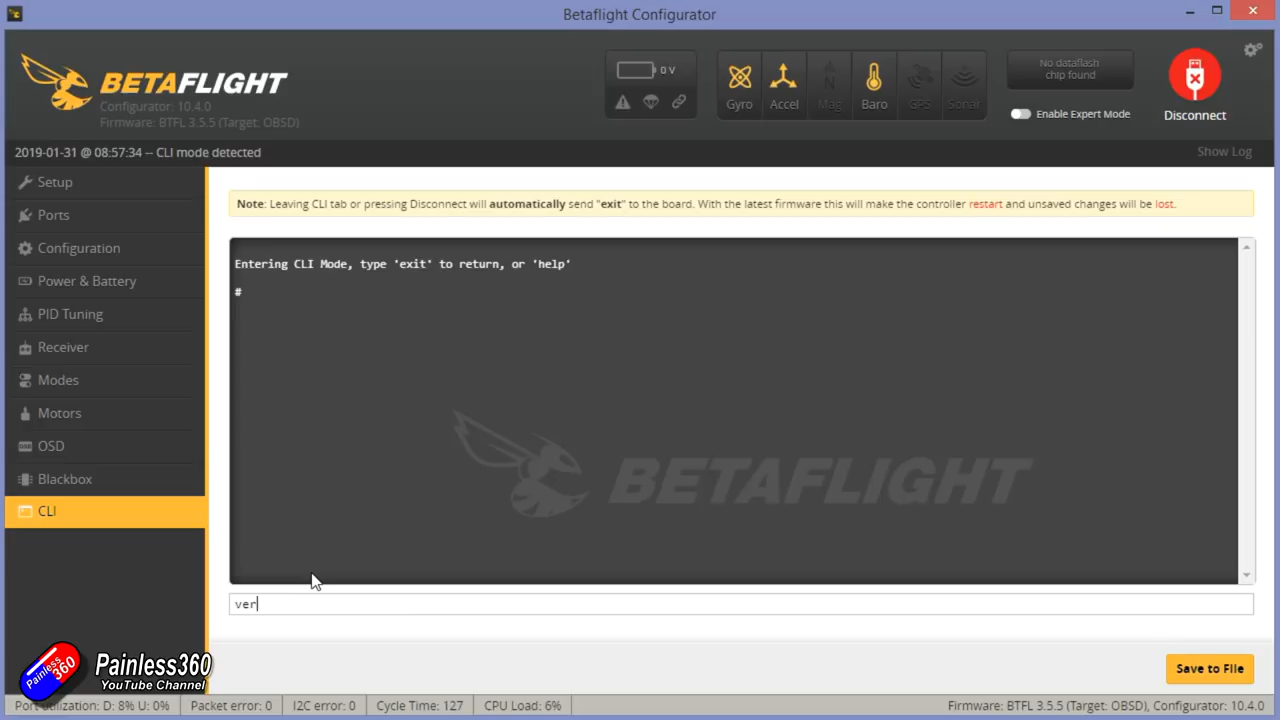 Betaflight Configurator
BETAFLIGHT
Configurator: 10.4.0
Firmware: BTFL 3.5.5 (Target: OBSD)
0 V
Gyro
Accel
Mag
Baro
GPS
Sonar
No dataflash
chip found
Enable Expert Mode
Disconnect
2019-01-31 @ 08:57:34 -- CLI mode detected
Show Log
Setup
Ports
Configuration
Power & Battery
PID Tuning
Receiver
Modes
Motors
OSD
Blackbox
CLI
Note: Leaving CLI tab or pressing Disconnect will automatically send "exit" to the board. With the latest firmware this will make the controller restart and unsaved changes will be lost.
Entering CLI Mode, type 'exit' to return, or 'help'
#
BETAFLIGHT
ver
Save to File
Painless360
Painless360
YouTube Channel
Port utilization: D: 8% U: 0%
Packet error: 0
I2C error: 0
Cycle Time: 127
CPU Load: 6%
Firmware: BTFL 3.5.5 (Target: OBSD), Configurator: 10.4.0